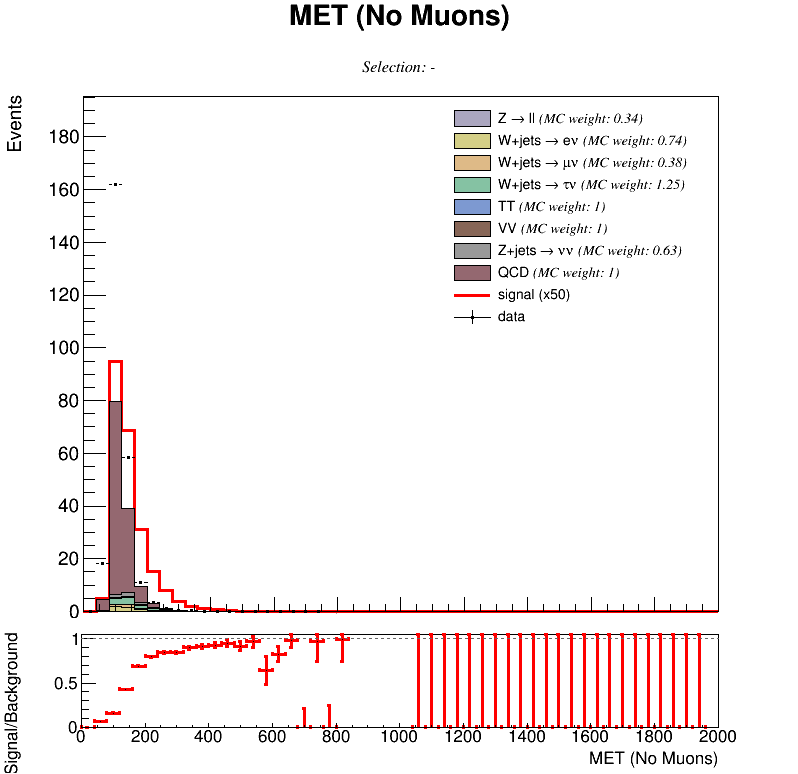 MET (No Muons)
Selection: -
Events
180
160
140
120
100
80
60
40
20
0
Z → ll (MC weight: 0.34)
W+jets → eν (MC weight: 0.74)
W+jets → μν (MC weight: 0.38)
W+jets → τν (MC weight: 1.25)
TT (MC weight: 1)
VV (MC weight: 1)
Z+jets → νν (MC weight: 0.63)
QCD (MC weight: 1)
signal (x50)
data
Signal/Background
1
0.5
0
0 200 400 600 800 1000 1200 1400 1600 1800 2000
MET (No Muons)